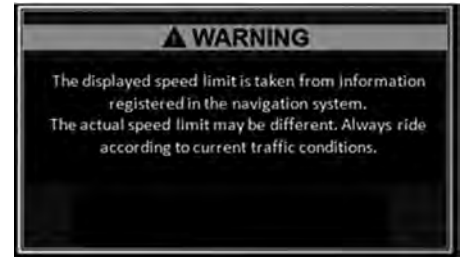 WARNING
The displayed speed limit is taken from information
registered in the navigation system.
The actual speed limit may be different. Always ride
according to current traffic conditions.